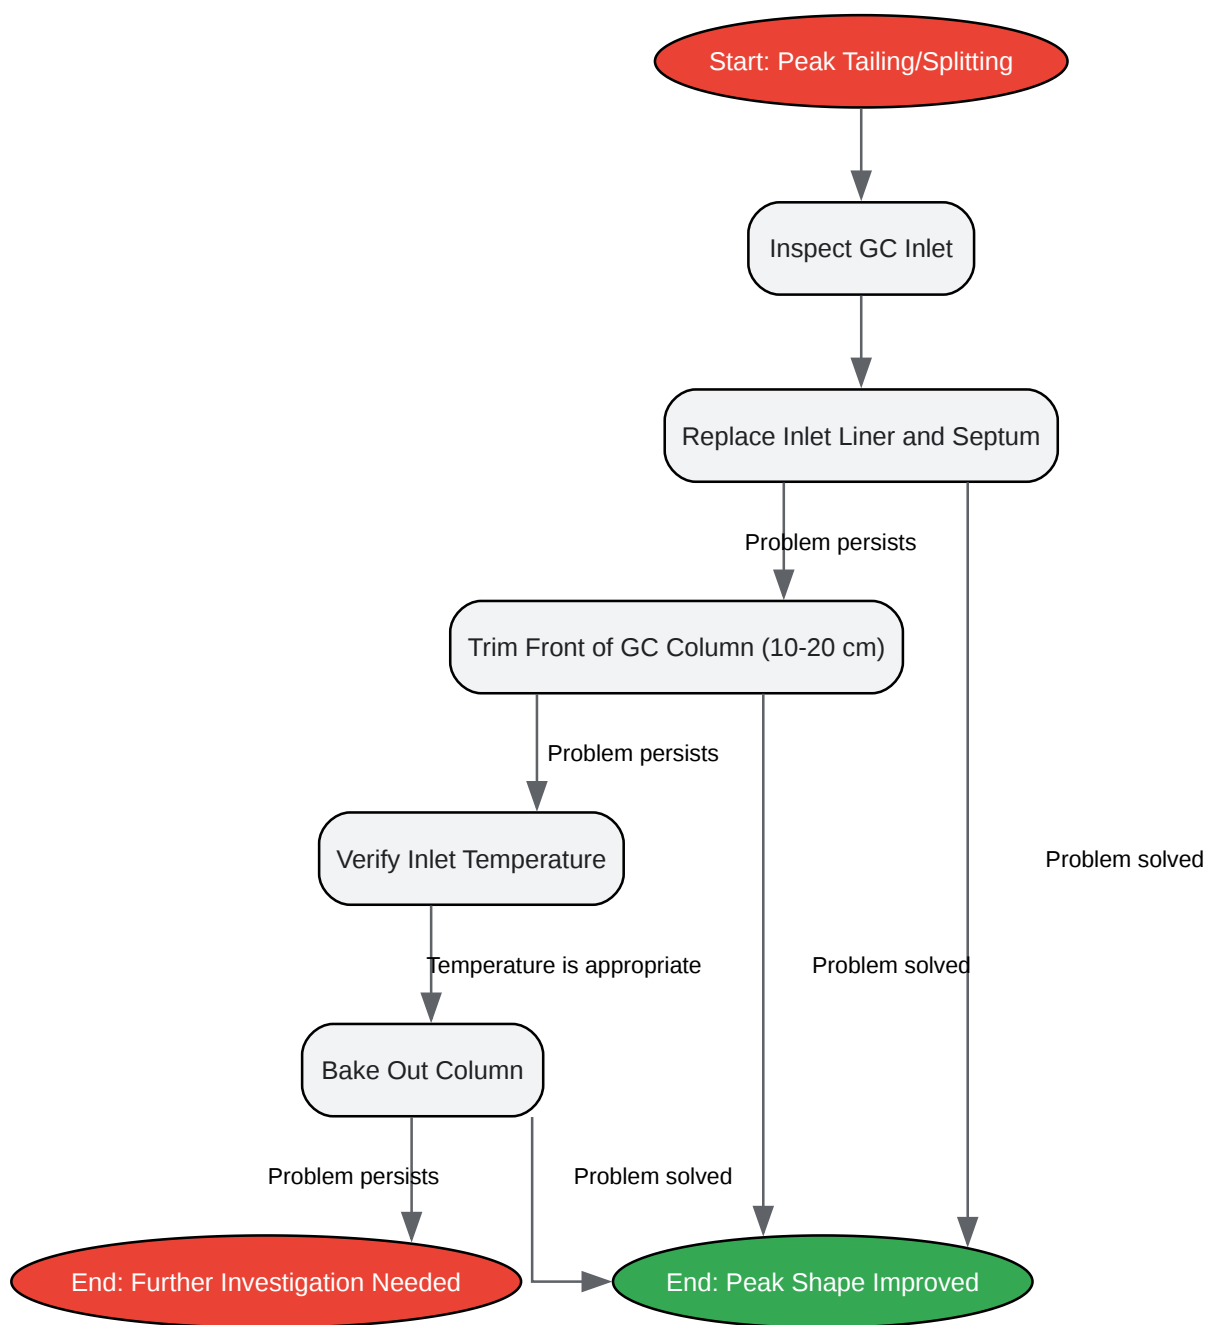 Start: Peak Tailing/Splitting
Inspect GC Inlet
Replace Inlet Liner and Septum
Problem persists
Trim Front of GC Column (10-20 cm)
Problem persists
Verify Inlet Temperature
Problem solved
Temperature is appropriate
Problem solved
Bake Out Column
Problem persists
Problem solved
End: Further Investigation Needed
End: Peak Shape Improved